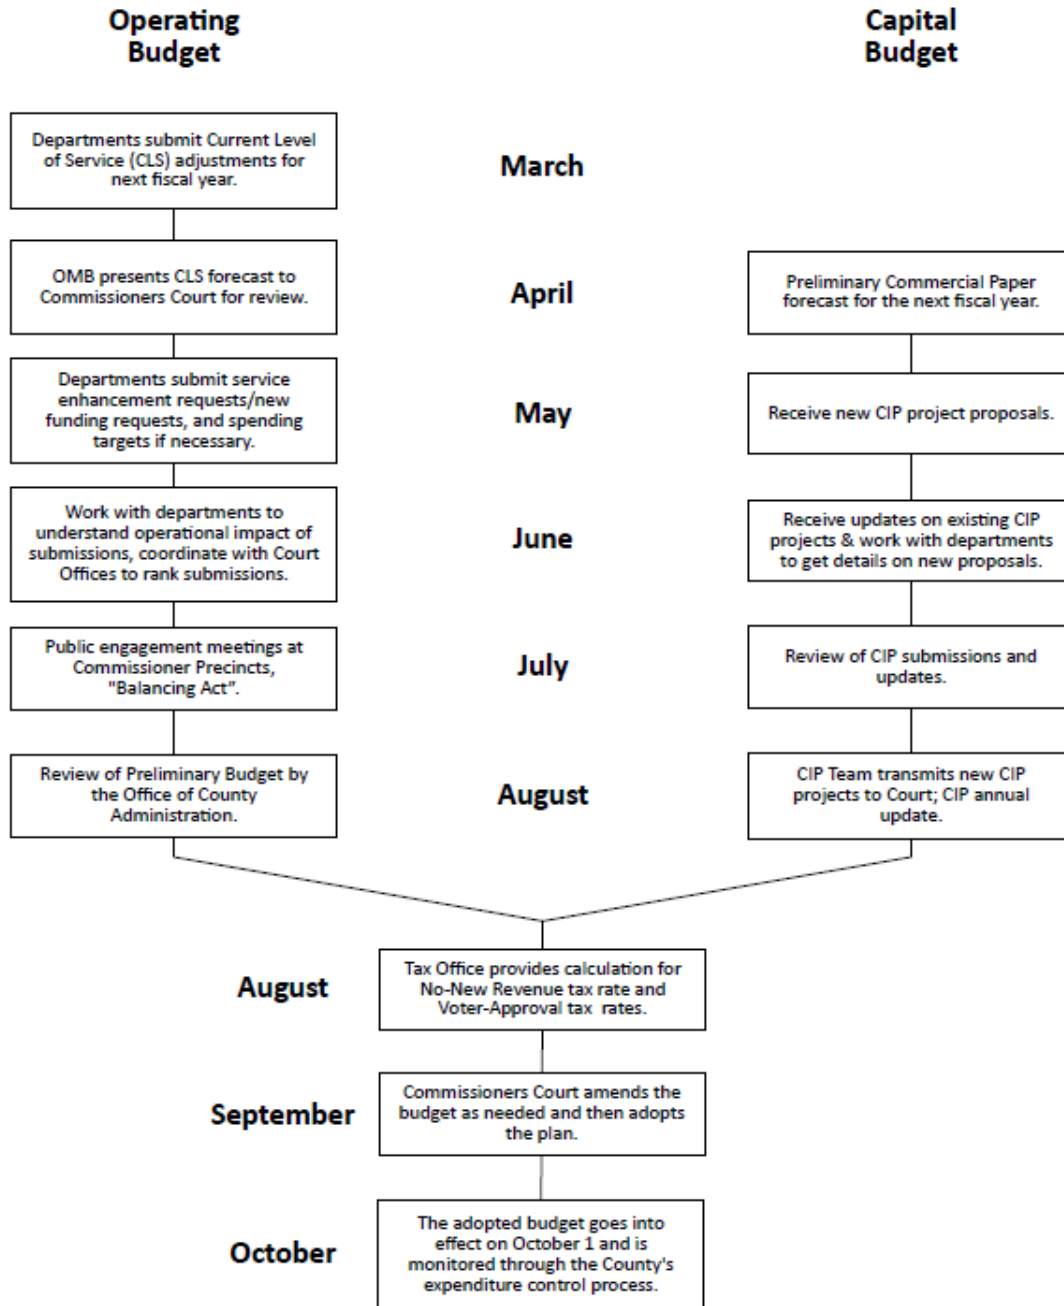 Operating
Budget
Capital
Budget
Departments submit Current Level
of Service (CLS) adjustments for
next fiscal year.
March
OMB presents CLS forecast to
Commissioners Court for review.
April
Preliminary Commercial Paper
forecast for the next fiscal year.
Departments submit service
enhancement requests/new
funding requests, and spending
targets if necessary.
May
Receive new CIP project proposals.
Work with departments to
understand operational impact of
submissions, coordinate with Court
Offices to rank submissions.
June
Receive updates on existing CIP
projects & work with departments
to get details on new proposals.
Public engagement meetings at
Commissioner Precincts,
"Balancing Act”.
July
Review of CIP submissions and
updates.
Review of Preliminary Budget by
the Office of County
Administration.
August
CIP Team transmits new CIP
projects to Court; CIP annual
update.
August
Tax Office provides calculation for
No-New Revenue tax rate and
Voter-Approval tax rates.
September
Commissioners Court amends the
budget as needed and then adopts
the plan.
October
The adopted budget goes into
effect on October 1 and is
monitored through the County's
expenditure control process.